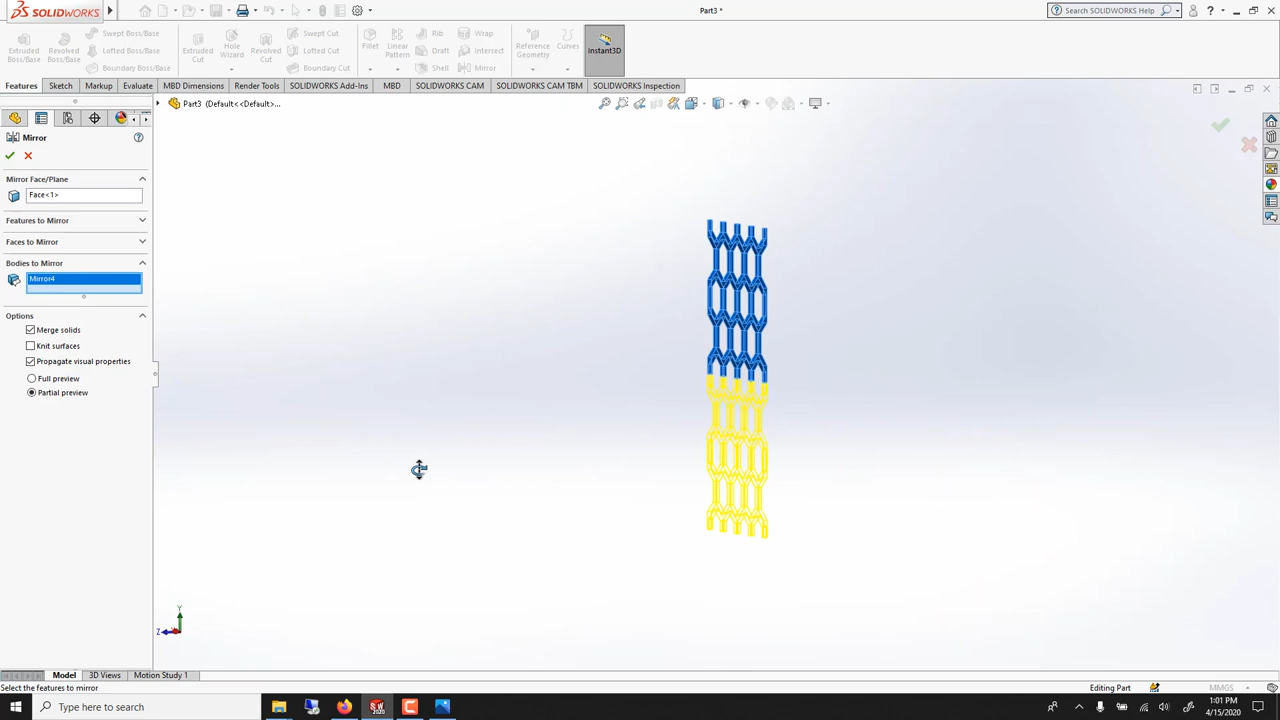 SOLIDWORKS
Part3 *
Search SOLIDWORKS Help
Extruded Boss/Base
Revolved Boss/Base
Swept Boss/Base
Lofted Boss/Base
Boundary Boss/Base
Extruded Cut
Hole Wizard
Revolved Cut
Swept Cut
Lofted Cut
Boundary Cut
Fillet
Linear Pattern
Rib
Draft
Shell
Wrap
Intersect
Mirror
Reference Geometry
Curves
Instant3D
Features
Sketch
Markup
Evaluate
MBD Dimensions
Render Tools
SOLIDWORKS Add-Ins
MBD
SOLIDWORKS CAM
SOLIDWORKS CAM TBM
SOLIDWORKS Inspection
Part3 (Default<<Default>...
Mirror
Mirror Face/Plane
Face<1>
Features to Mirror
Faces to Mirror
Bodies to Mirror
Mirror4
Options
Merge solids
Knit surfaces
Propagate visual properties
Full preview
Partial preview
Y
Z
Model
3D Views
Motion Study 1
Select the features to mirror
Editing Part
MMGS
Type here to search
SW
2020
1:01 PM
4/15/2020